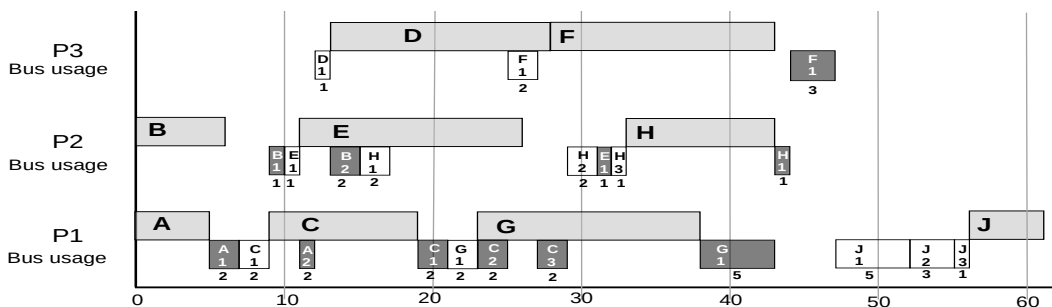 D F
P3
Bus usage
D F F
1 1 1
1 2 3
B E H
P2
Bus usage
B E B H H E H H
1 1 2 1 2 1 3 1
1 1 2 2 2 1 1 1
A C G J
P1
Bus usage
A C A C G C C G J J J
1 1 2 1 1 2 3 1 1 2 3
2 2 2 2 2 2 2 5 5 3 1
0 10 20 30 40 50 60